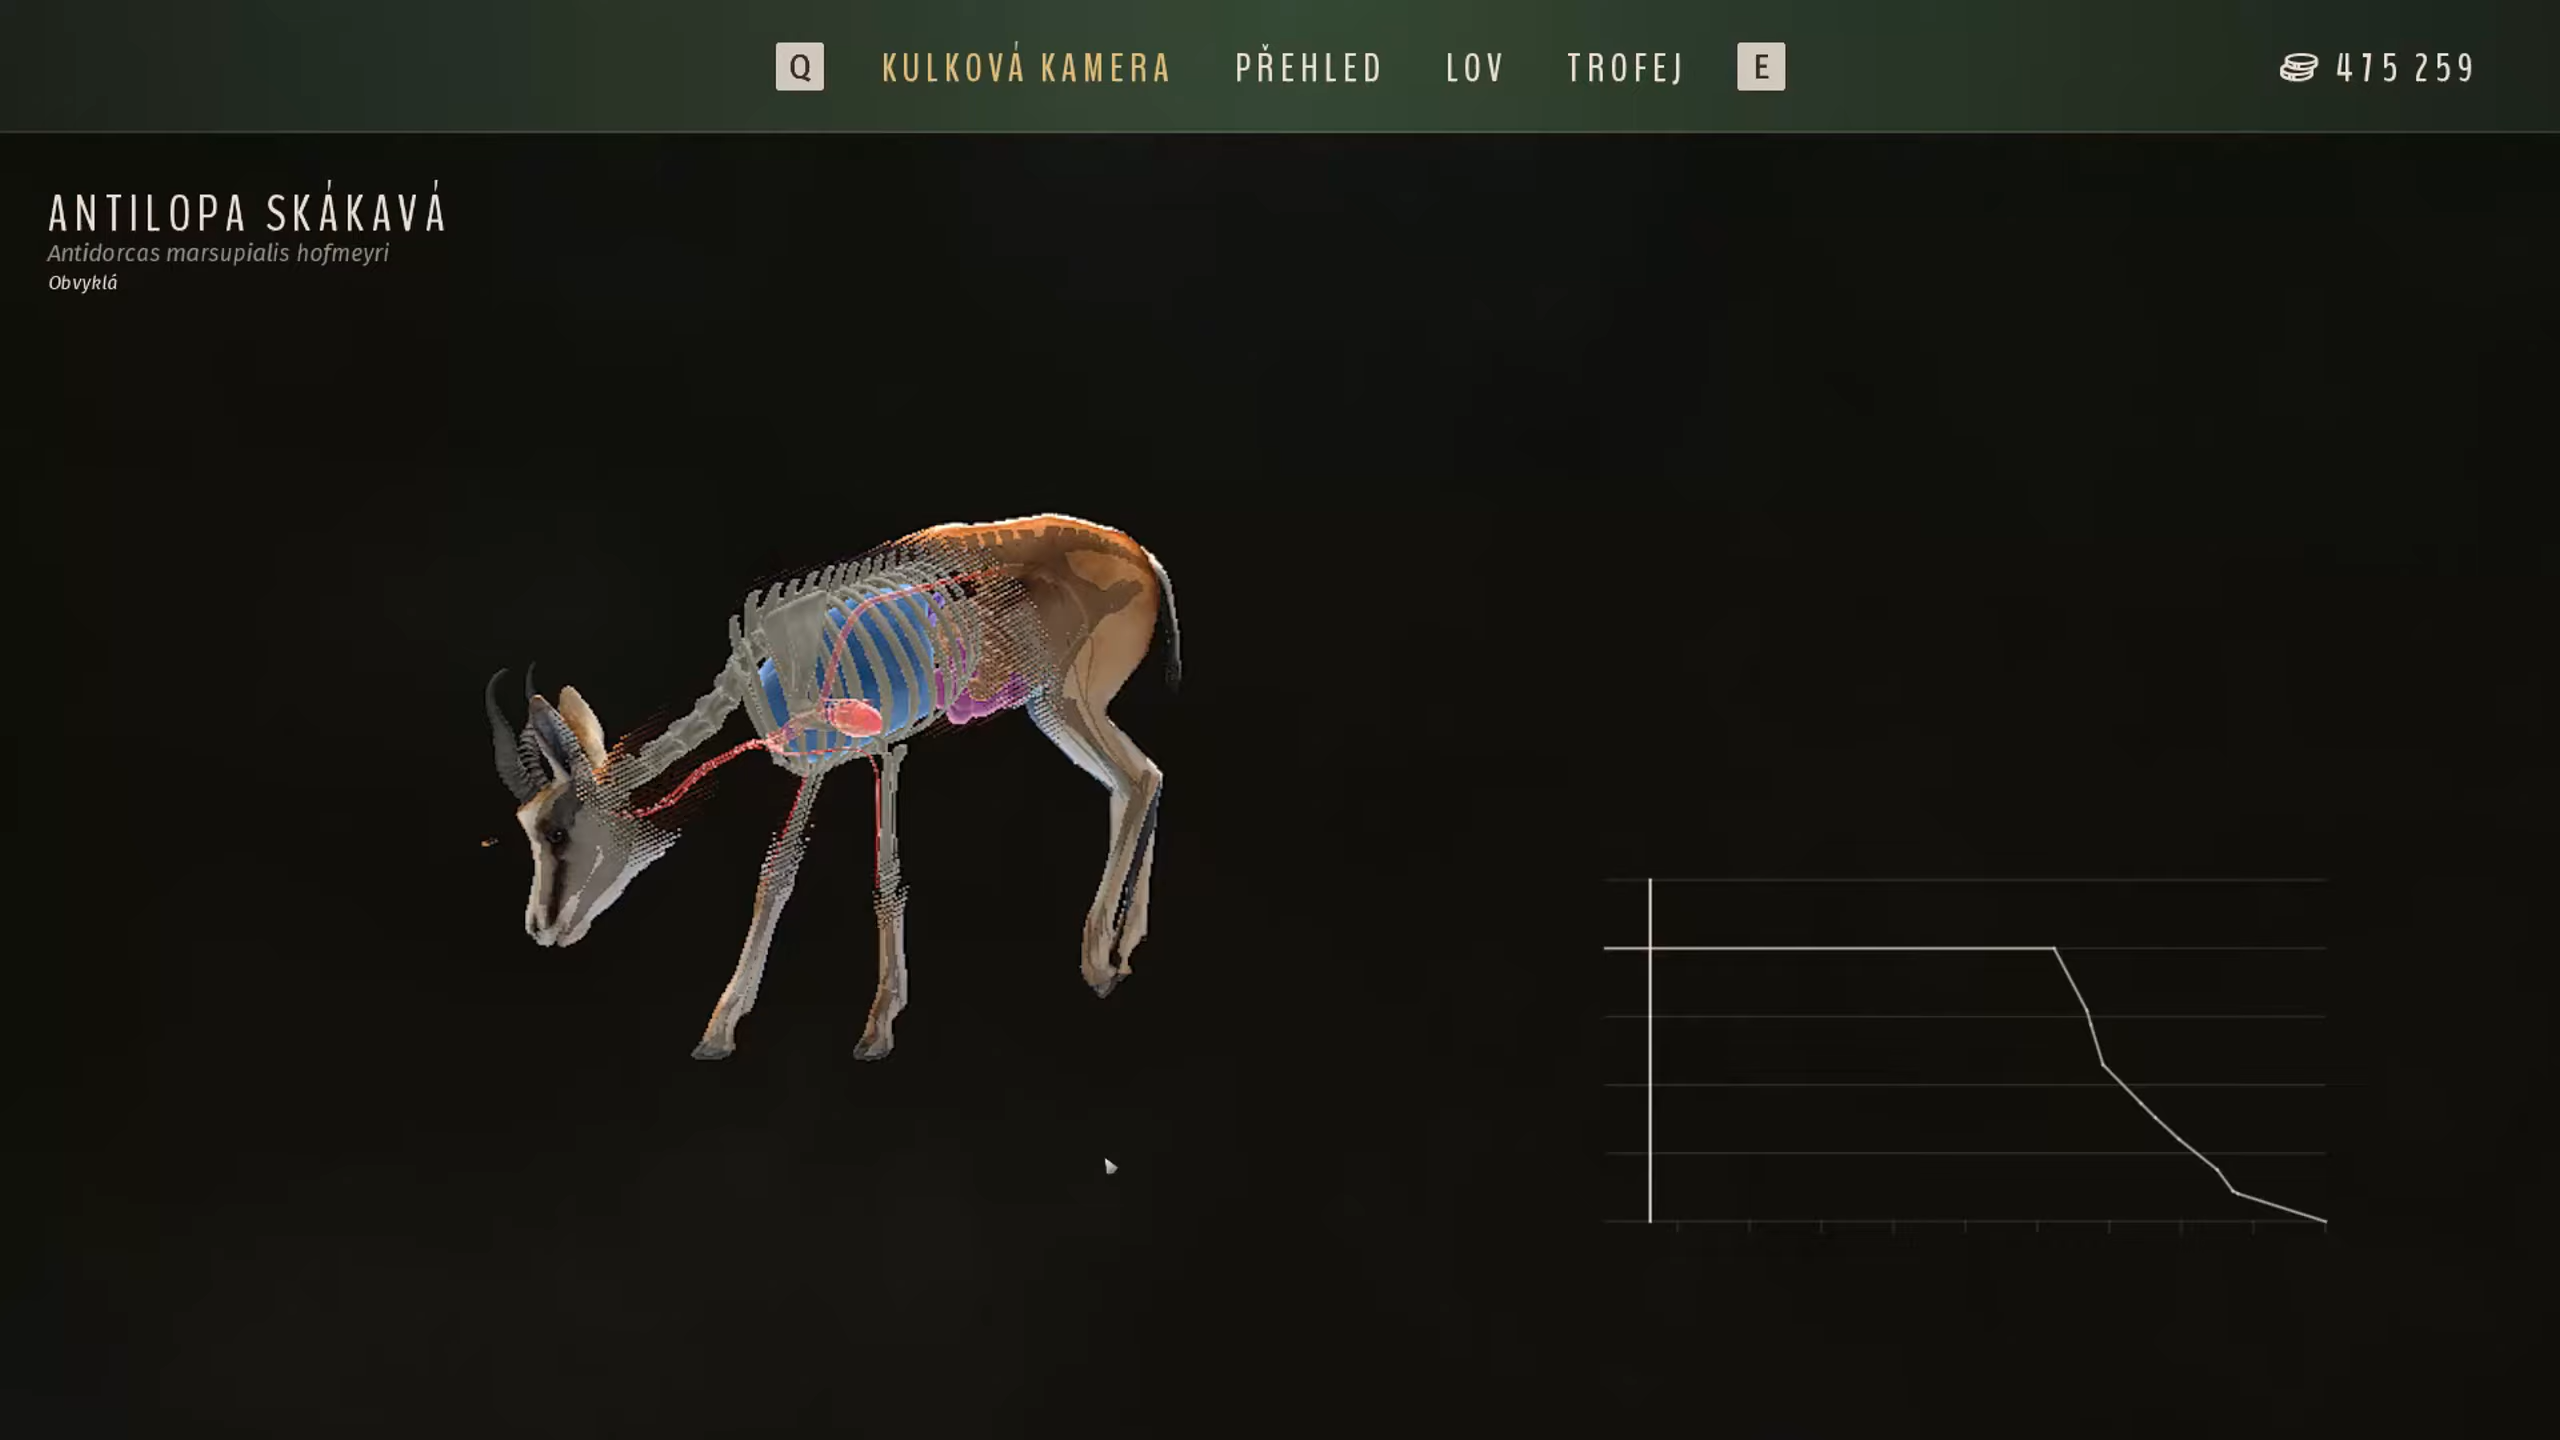 Q KULKOVÁ KAMERA PŘEHLED LOV TROFEJ E 475 259
ANTILOPA SKÁKAVÁ
Antidorcas marsupialis hofmeyri
Obvyklá